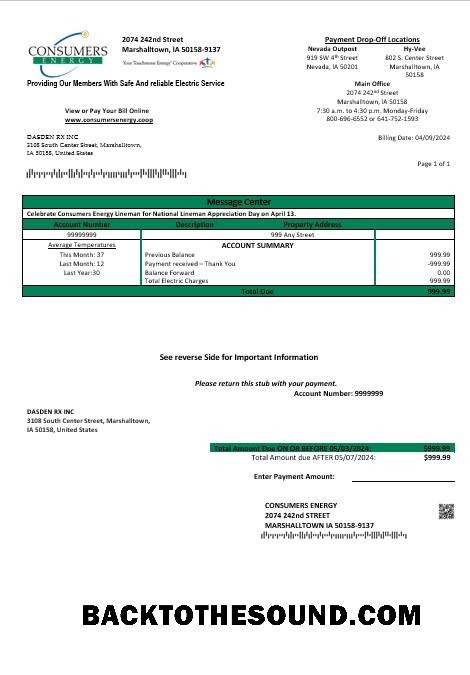 CONSUMERS
ENERGY
2074 242nd Street
Marshalltown, IA 50158-9137
Your Touchstone Energy® Cooperative
Providing Our Members With Safe And reliable Electric Service
Payment Drop-Off Locations
Nevada Outpost
919 SW 4th Street
Nevada, IA 50201
Hy-Vee
802 S. Center Street
Marshalltown, IA
50158
Main Office
2074 242nd Street
Marshalltown, IA 50158
7:30 a.m. to 4:30 p.m. Monday-Friday
800-696-6552 or 641-752-1593
View or Pay Your Bill Online
www.consumersenergy.coop
DASDEN RX INC
3108 South Center Street, Marshalltown,
IA 50158, United States
Billing Date: 04/09/2024
Page 1 of 1
Message Center
Celebrate Consumers Energy Lineman for National Lineman Appreciation Day on April 13.
Account Number Description Property Address
99999999 999 Any Street
Average Temperatures
This Month: 37
Last Month: 12
Last Year:30
ACCOUNT SUMMARY
Previous Balance 999.99
Payment received – Thank You -999.99
Balance Forward 0.00
Total Electric Charges 999.99
Total Due 999.99
See reverse Side for Important Information
Please return this stub with your payment.
Account Number: 9999999
DASDEN RX INC
3108 South Center Street, Marshalltown,
IA 50158, United States
Total Amount Due ON OR BEFORE 05/03/2024: $999.99
Total Amount due AFTER 05/07/2024: $999.99
Enter Payment Amount:
CONSUMERS ENERGY
2074 242nd STREET
MARSHALLTOWN IA 50158-9137
BACKTOTHESOUND.COM